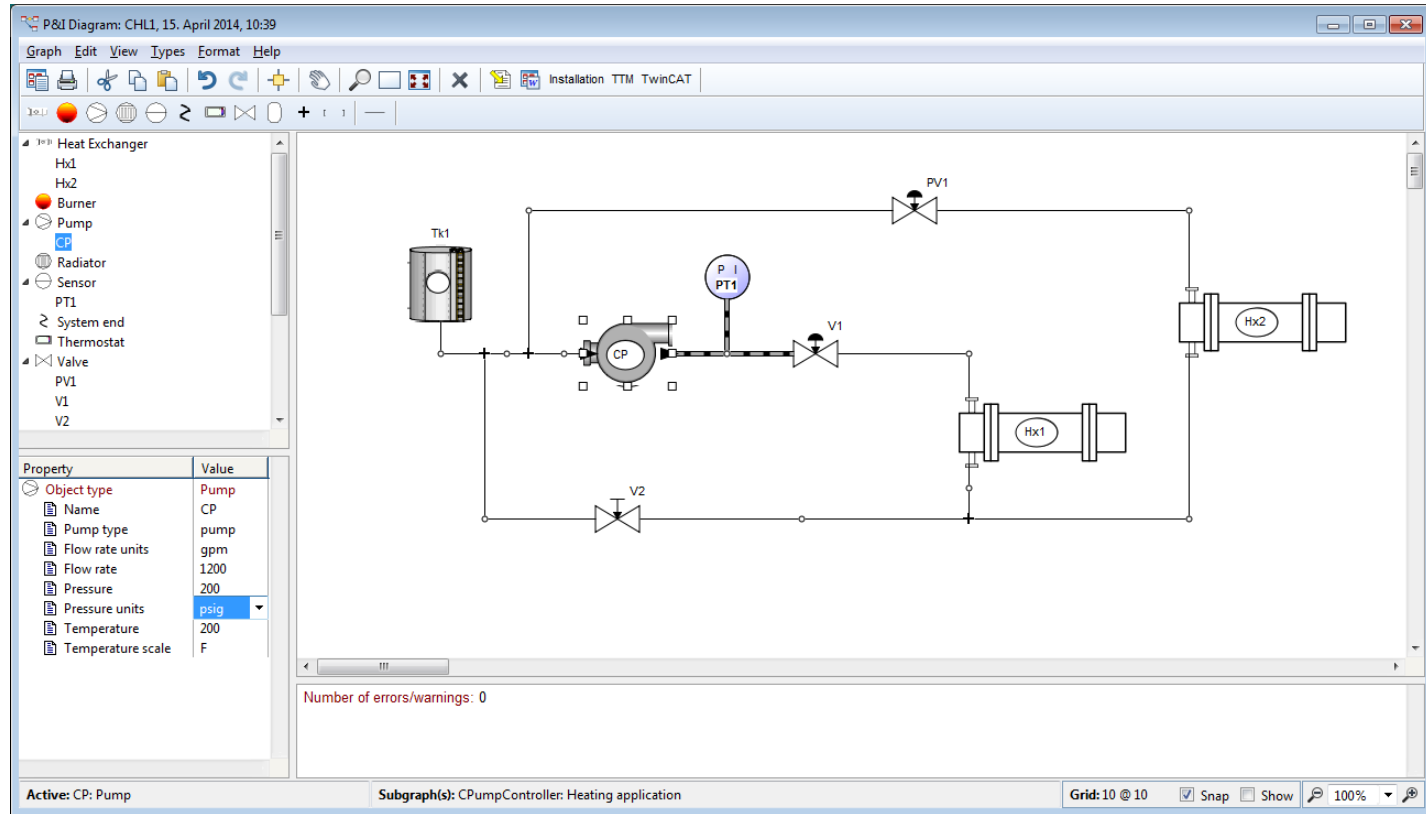 P&I Diagram: CHL1, 15. April 2014, 10:39
Graph Edit View Types Format Help
Installation TTM TwinCAT
Heat Exchanger
Hx1
Hx2
Burner
Pump
CP
Radiator
Sensor
PT1
System end
Thermostat
Valve
PV1
V1
V2
Property Value
Object type Pump
Name CP
Pump type pump
Flow rate units gpm
Flow rate 1200
Pressure 200
Pressure units psig
Temperature 200
Temperature scale F
PV1
Tk1
P I
PT1
V1
Hx2
CP
Hx1
V2
Number of errors/warnings: 0
Active: CP: Pump
Subgraph(s): CPumpController: Heating application
Grid: 10 @ 10 Snap Show 100%